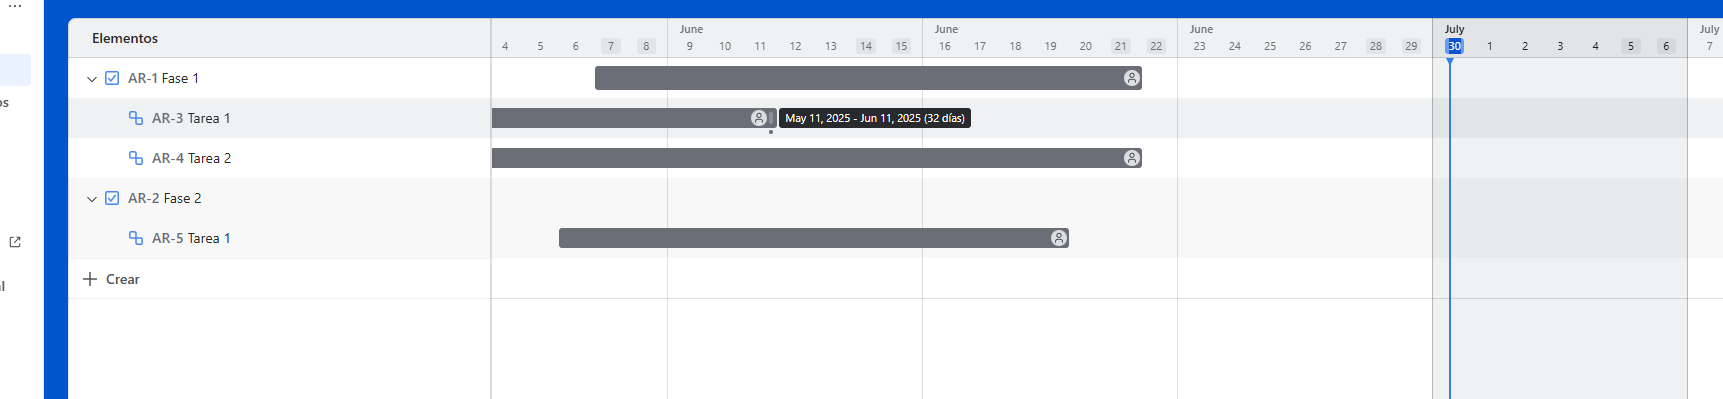 Elementos
June
June
June
July
July
4 5 6 7 8 9 10 11 12 13 14 15 16 17 18 19 20 21 22 23 24 25 26 27 28 29 30 1 2 3 4 5 6 7
AR-1 Fase 1
AR-3 Tarea 1
May 11, 2025 - Jun 11, 2025 (32 días)
AR-4 Tarea 2
AR-2 Fase 2
AR-5 Tarea 1
Crear